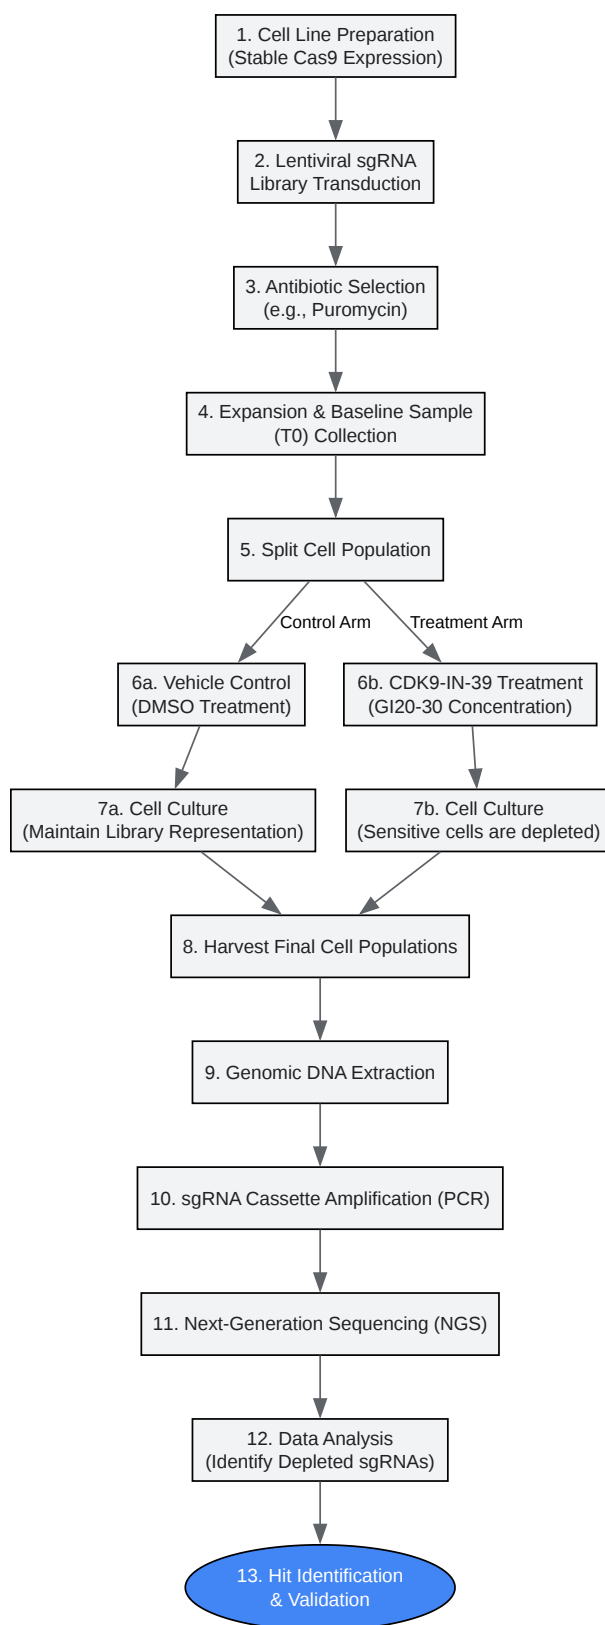 1. Cell Line Preparation
(Stable Cas9 Expression)
2. Lentiviral sgRNA
Library Transduction
3. Antibiotic Selection
(e.g., Puromycin)
4. Expansion & Baseline Sample
(T0) Collection
5. Split Cell Population
Control Arm
Treatment Arm
6a. Vehicle Control
(DMSO Treatment)
6b. CDK9-IN-39 Treatment
(GI20-30 Concentration)
7a. Cell Culture
(Maintain Library Representation)
7b. Cell Culture
(Sensitive cells are depleted)
8. Harvest Final Cell Populations
9. Genomic DNA Extraction
10. sgRNA Cassette Amplification (PCR)
11. Next-Generation Sequencing (NGS)
12. Data Analysis
(Identify Depleted sgRNAs)
13. Hit Identification
& Validation